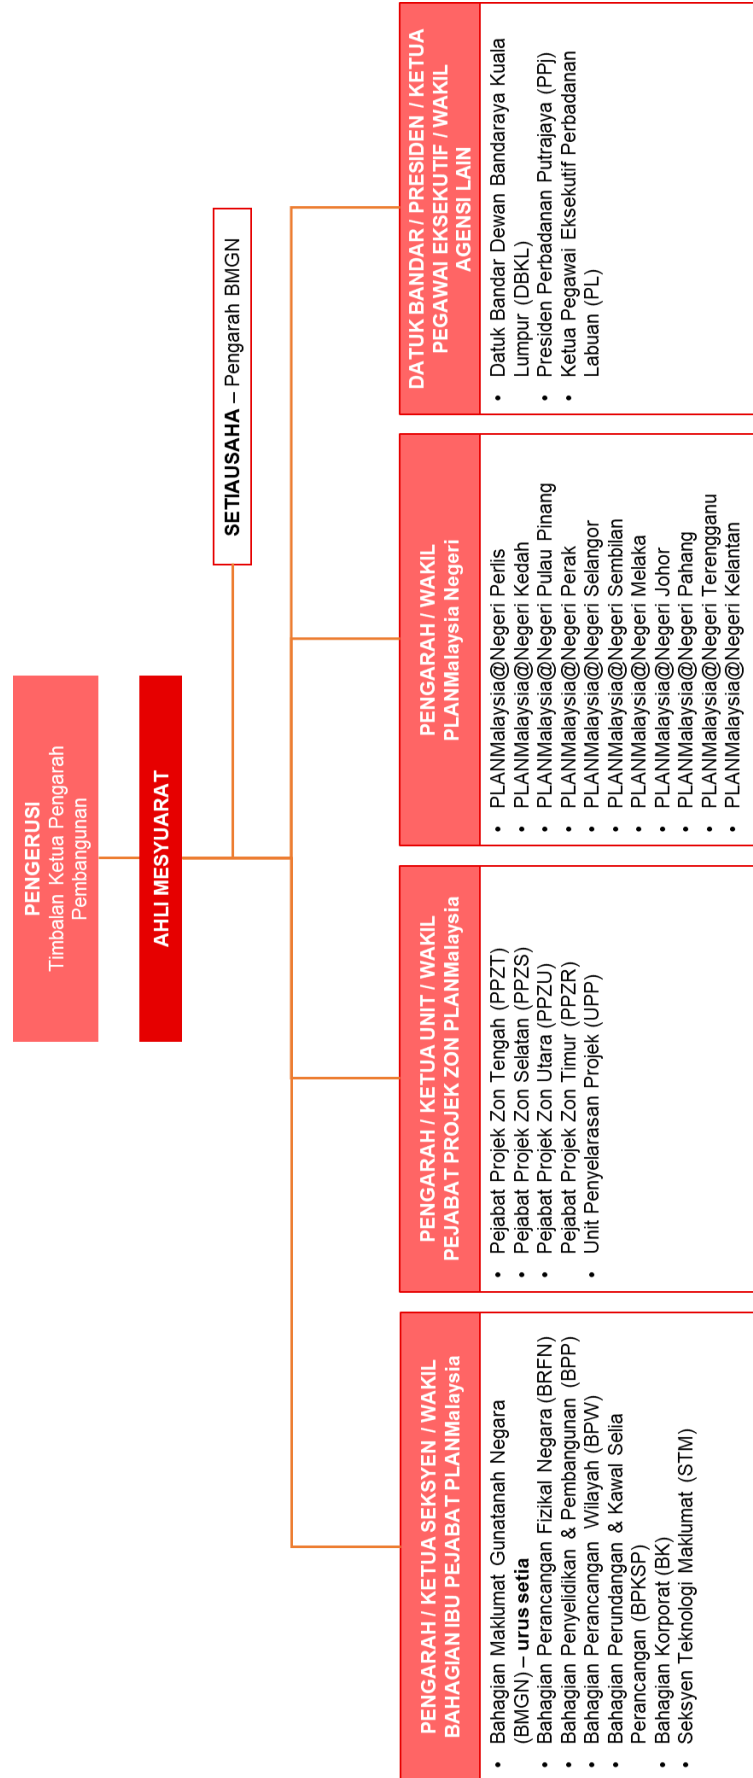 PENGERUSI
Timbalan Ketua Pengarah
Pembangunan
AHLI MESYUARAT
SETIAUSAHA – Pengarah BMGN
PENGARAH / KETUA SEKSYEN / WAKIL
BAHAGIAN IBU PEJABAT PLANMalaysia
• Bahagian Maklumat Gunatanah Negara
(BMGN) – urus setia
• Bahagian Perancangan Fizikal Negara (BRFN)
• Bahagian Penyelidikan & Pembangunan (BPP)
• Bahagian Perancangan Wilayah (BPW)
• Bahagian Perundangan & Kawal Selia
Perancangan (BPKSP)
• Bahagian Korporat (BK)
• Seksyen Teknologi Maklumat (STM)
PENGARAH / KETUA UNIT / WAKIL
PEJABAT PROJEK ZON PLANMalaysia
• Pejabat Projek Zon Tengah (PPZT)
• Pejabat Projek Zon Selatan (PPZS)
• Pejabat Projek Zon Utara (PPZU)
Pejabat Projek Zon Timur (PPZR)
• Unit Penyelarasan Projek (UPP)
PENGARAH / WAKIL
PLANMalaysia Negeri
• PLANMalaysia@Negeri Perlis
• PLANMalaysia@Negeri Kedah
• PLANMalaysia@Negeri Pulau Pinang
• PLANMalaysia@Negeri Perak
• PLANMalaysia@Negeri Selangor
• PLANMalaysia@Negeri Sembilan
• PLANMalaysia@Negeri Melaka
• PLANMalaysia@Negeri Johor
• PLANMalaysia@Negeri Pahang
• PLANMalaysia@Negeri Terengganu
• PLANMalaysia@Negeri Kelantan
DATUK BANDAR / PRESIDEN / KETUA
PEGAWAI EKSEKUTIF / WAKIL
AGENSI LAIN
• Datuk Bandar Dewan Bandaraya Kuala
Lumpur (DBKL)
• Presiden Perbadanan Putrajaya (PPj)
• Ketua Pegawai Eksekutif Perbadanan
Labuan (PL)